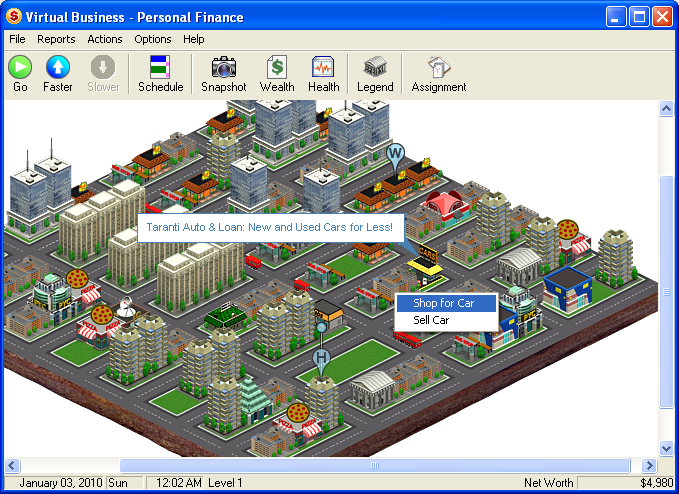 Virtual Business - Personal Finance
File Reports Actions Options Help
Go Faster Slower Schedule Snapshot Wealth Health Legend Assignment
W
Taranti Auto & Loan: New and Used Cars for Less!
CARS
Shop for Car
Sell Car
H
PIZZA
January 03, 2010 Sun 12:02 AM Level 1 Net Worth $4,980